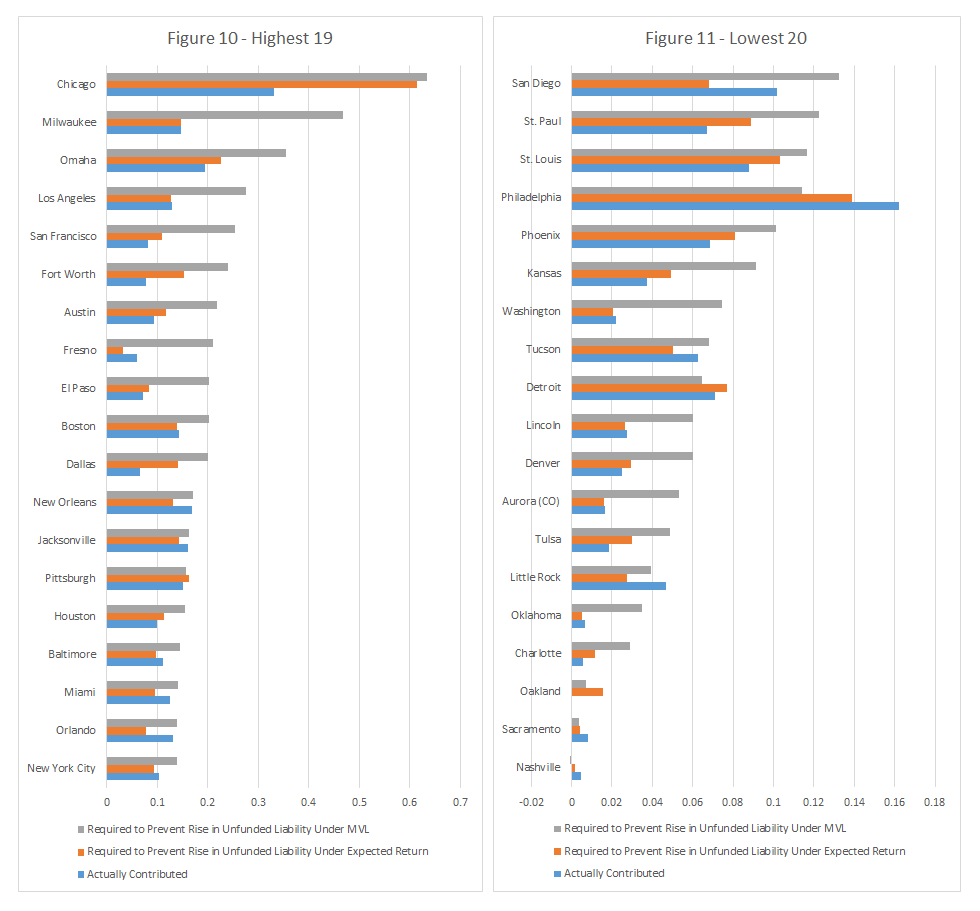 Figure 10 - Highest 19
Chicago
Milwaukee
Omaha
Los Angeles
San Francisco
Fort Worth
Austin
Fresno
El Paso
Boston
Dallas
New Orleans
Jacksonville
Pittsburgh
Houston
Baltimore
Miami
Orlando
New York City
0 0.1 0.2 0.3 0.4 0.5 0.6 0.7
Required to Prevent Rise in Unfunded Liability Under MVL
Required to Prevent Rise in Unfunded Liability Under Expected Return
Actually Contributed
Figure 11 - Lowest 20
San Diego
St. Paul
St. Louis
Philadelphia
Phoenix
Kansas
Washington
Tucson
Detroit
Lincoln
Denver
Aurora (CO)
Tulsa
Little Rock
Oklahoma
Charlotte
Oakland
Sacramento
Nashville
-0.02 0 0.02 0.04 0.06 0.08 0.1 0.12 0.14 0.16 0.18
Required to Prevent Rise in Unfunded Liability Under MVL
Required to Prevent Rise in Unfunded Liability Under Expected Return
Actually Contributed